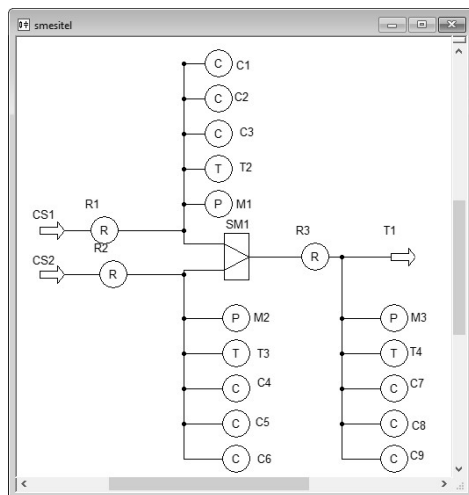 smesitel
C C1
C C2
C C3
T T2
P M1
SM1
R1
CS1
R
R2
CS2
R
R3
R
T1
P M2
T T3
C C4
C C5
C C6
P M3
T T4
C C7
C C8
C C9